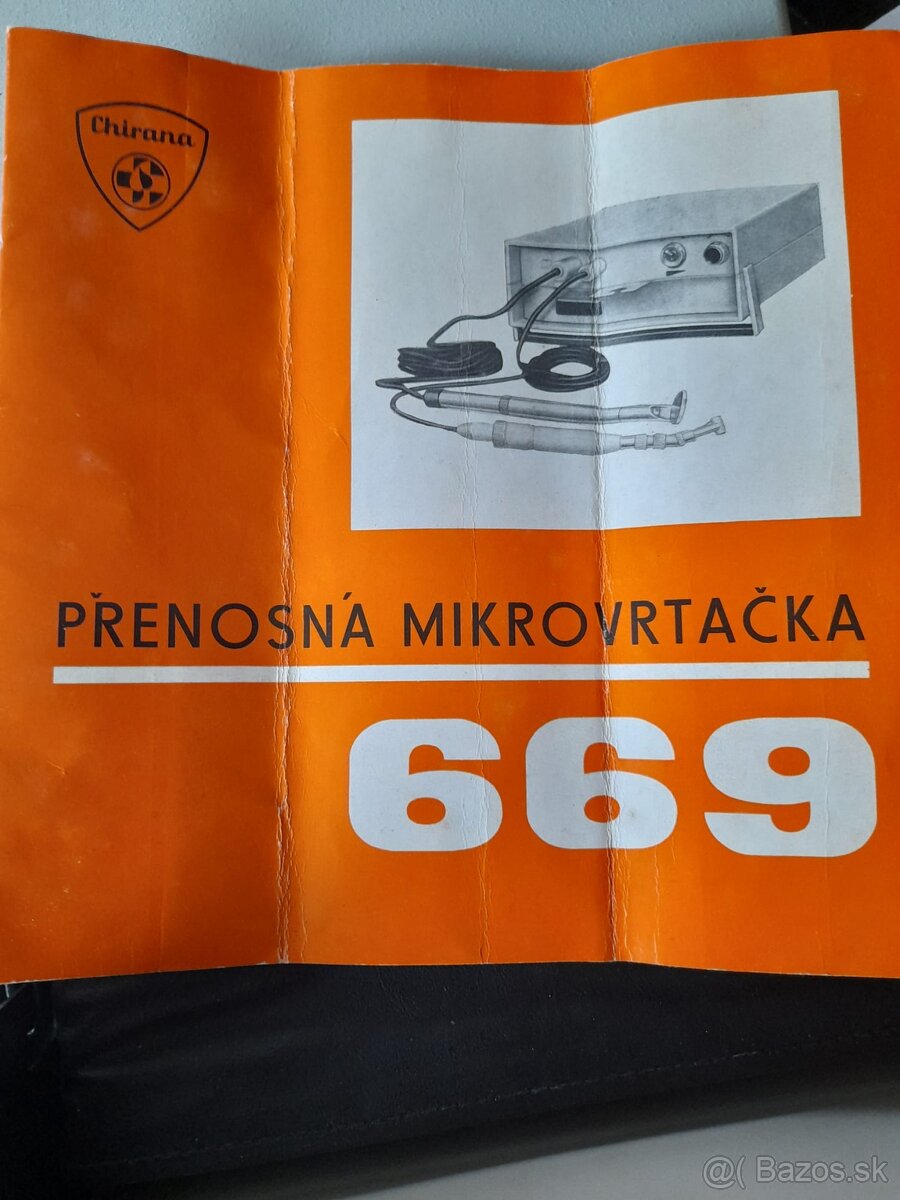 Chirana
PŘENOSNÁ MIKROVRTAČKA
669
@( Bazos.sk